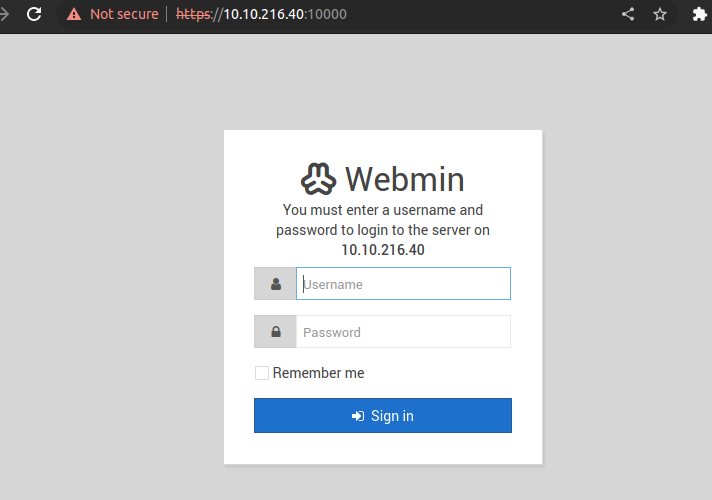 Not secure | https://10.10.216.40:10000
Webmin
You must enter a username and
password to login to the server on
10.10.216.40
Username
Password
Remember me
Sign in